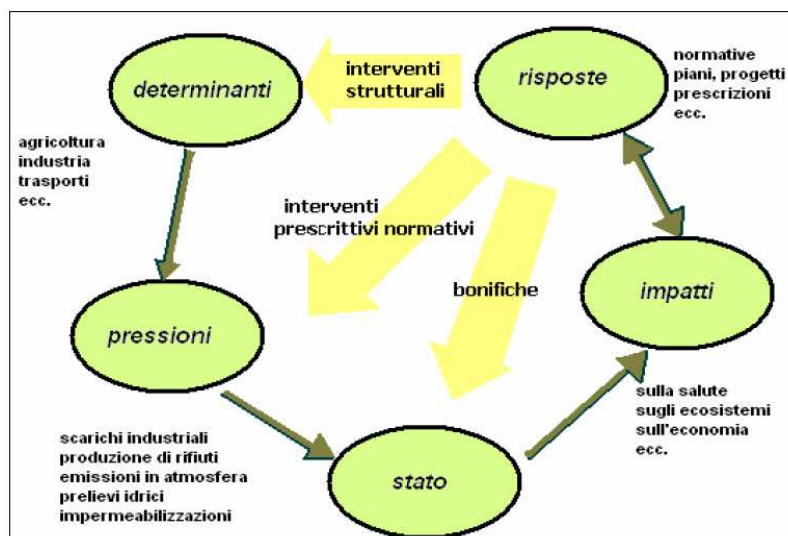 determinanti
interventi
strutturali
risposte
normative
piani, progetti
prescrizioni
ecc.
agricoltura
industria
trasporti
ecc.
interventi
prescrittivi normativi
bonifiche
impatti
pressioni
sulla salute
sugli ecosistemi
sull'economia
ecc.
scarichi industriali
produzione di rifiuti
emissioni in atmosfera
prelievi idrici
impermeabilizzazioni
stato